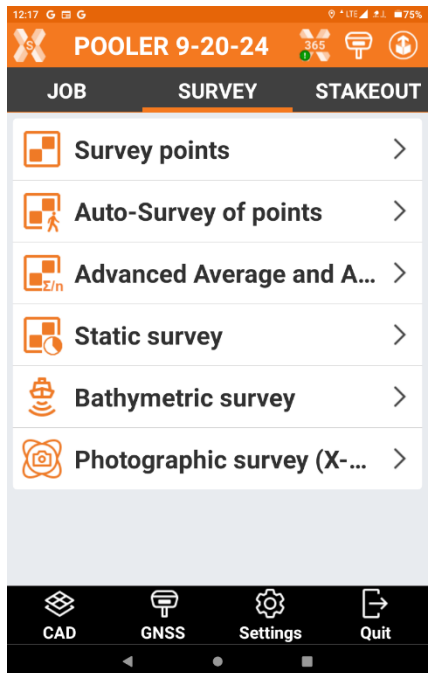 12:17 G G
LTE 75%
S POOLER 9-20-24 365
JOB SURVEY STAKEOUT
Survey points
Auto-Survey of points
Σ/n Advanced Average and A...
Static survey
Bathymetric survey
Photographic survey (X-...
CAD GNSS Settings Quit